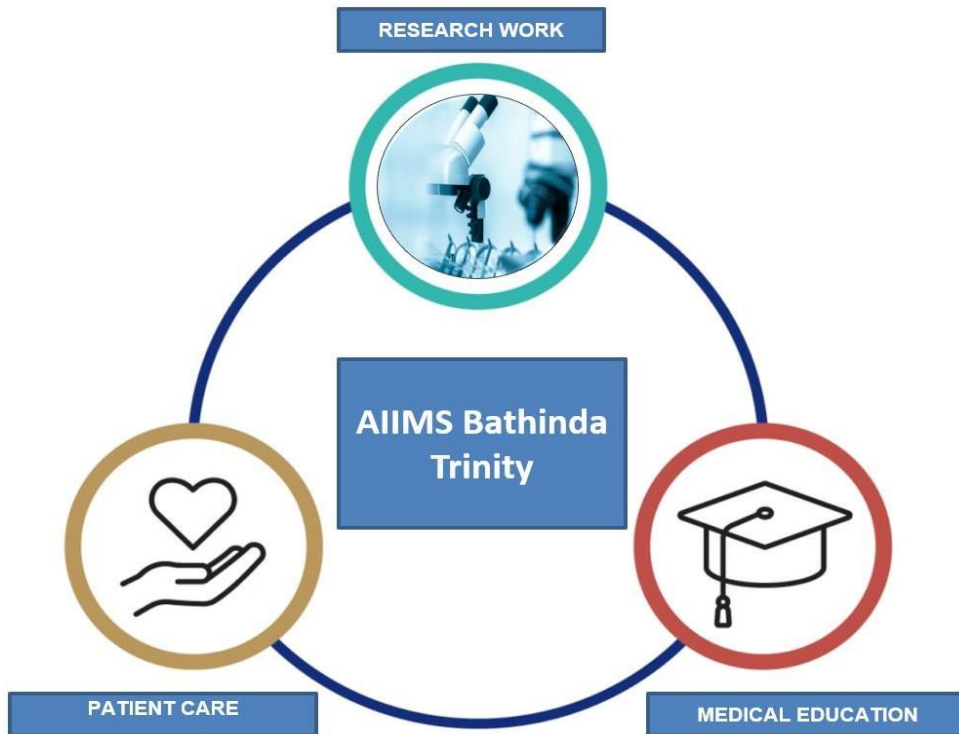 RESEARCH WORK
AIIMS Bathinda
Trinity
PATIENT CARE
MEDICAL EDUCATION